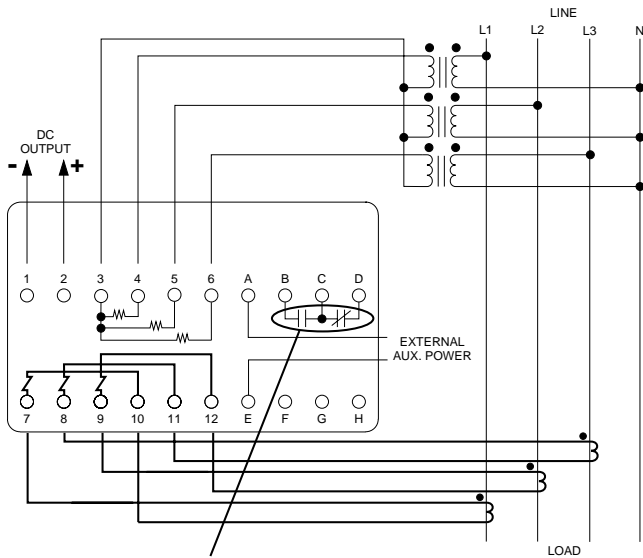 LINE
L1 L2 L3 N
DC
OUTPUT
- +
1 2 3 4 5 6 A B C D
EXTERNAL
AUX. POWER
7 8 9 10 11 12 E F G H
LOAD